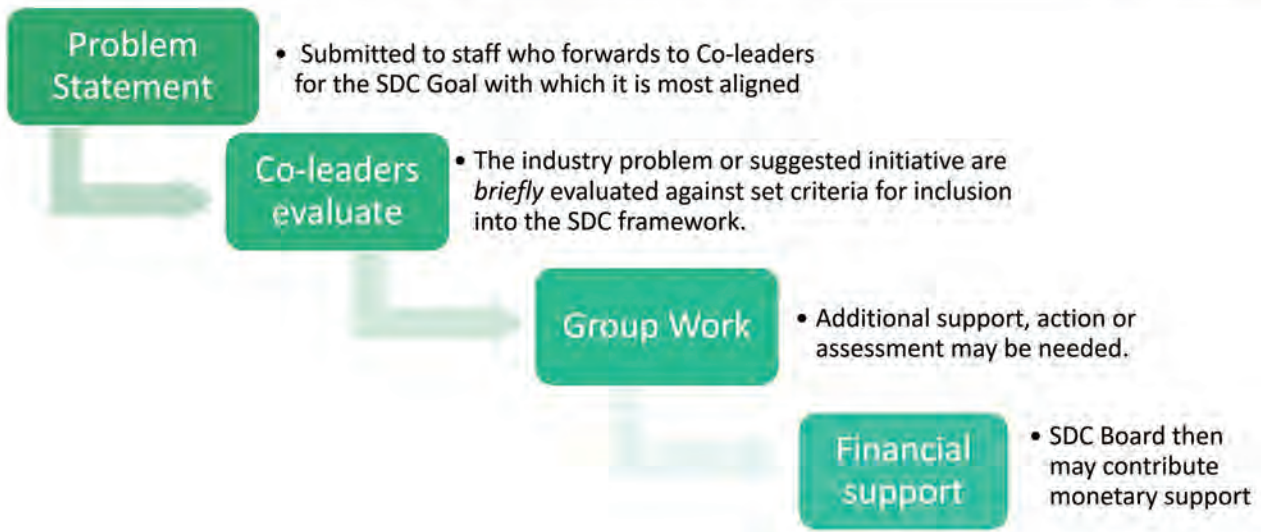 Problem
Statement
• Submitted to staff who forwards to Co-leaders
for the SDC Goal with which it is most aligned
Co-leaders
evaluate
• The industry problem or suggested initiative are
briefly evaluated against set criteria for inclusion
into the SDC framework.
Group Work
• Additional support, action or
assessment may be needed.
Financial
support
• SDC Board then
may contribute
monetary support